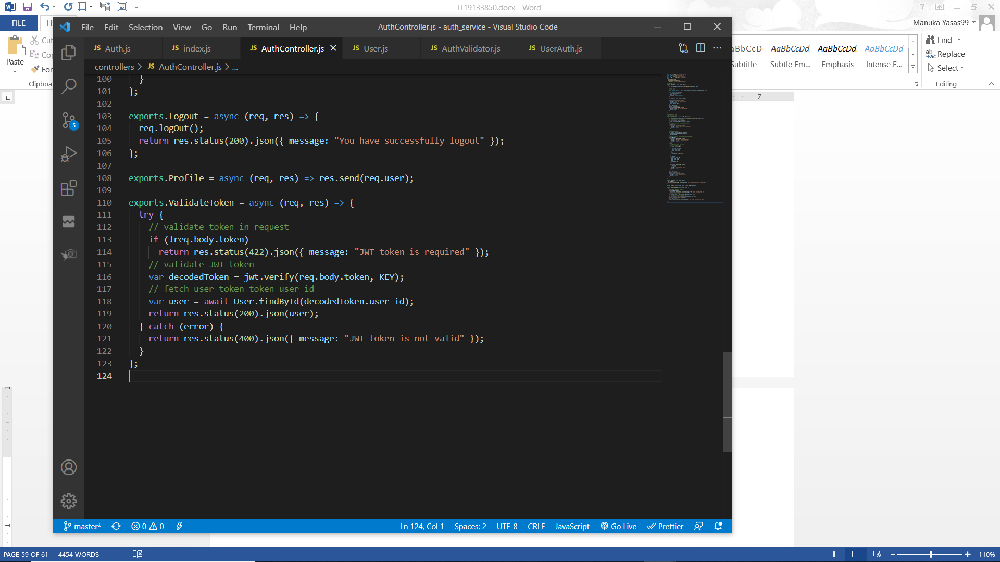 IT19133850.docx - Word
FILE
H
Manuka Yasas99
Paste
Cut
Cop
For
Clipboar
File Edit Selection View Go Run Terminal Help
AuthController.js - auth_service - Visual Studio Code
JS Auth.js
JS index.js
JS AuthController.js
JS User.js
JS AuthValidator.js
JS UserAuth.js
controllers > JS AuthController.js > ...
aBbCcD AaBbCcDd AaBbCcDd AaBbCcDd
Subtitle Subtle Em... Emphasis Intense E...
Find
Replace
Select
Editing
7
5
100 }
101 };
102
103 exports.Logout = async (req, res) => {
104 req.logOut();
105 return res.status(200).json({ message: "You have successfully logout" });
106 };
107
108 exports.Profile = async (req, res) => res.send(req.user);
109
110 exports.ValidateToken = async (req, res) => {
111 try {
112 // validate token in request
113 if (!req.body.token)
114 return res.status(422).json({ message: "JWT token is required" });
115 // validate JWT token
116 var decodedToken = jwt.verify(req.body.token, KEY);
117 // fetch user token token user id
118 var user = await User.findById(decodedToken.user_id);
119 return res.status(200).json(user);
120 } catch (error) {
121 return res.status(400).json({ message: "JWT token is not valid" });
122 }
123 };
124
master* 0 0
Ln 124, Col 1 Spaces: 2 UTF-8 CRLF JavaScript Go Live Prettier
PAGE 59 OF 61 4454 WORDS
110%